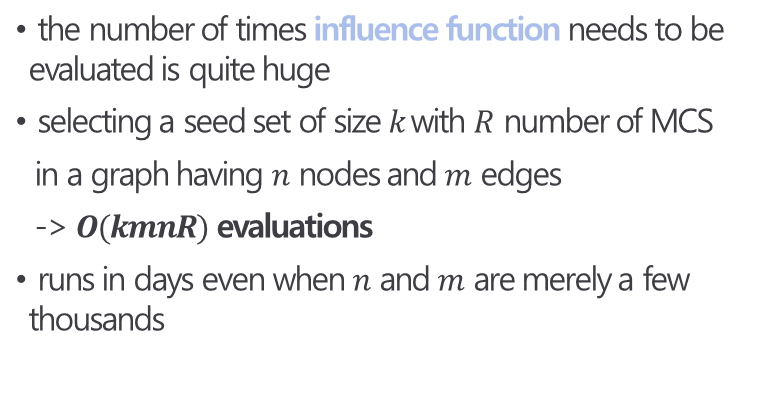 • the number of times influence function needs to be
evaluated is quite huge
• selecting a seed set of size k with R number of MCS
in a graph having n nodes and m edges
-> O(kmnR) evaluations
• runs in days even when n and m are merely a few
thousands